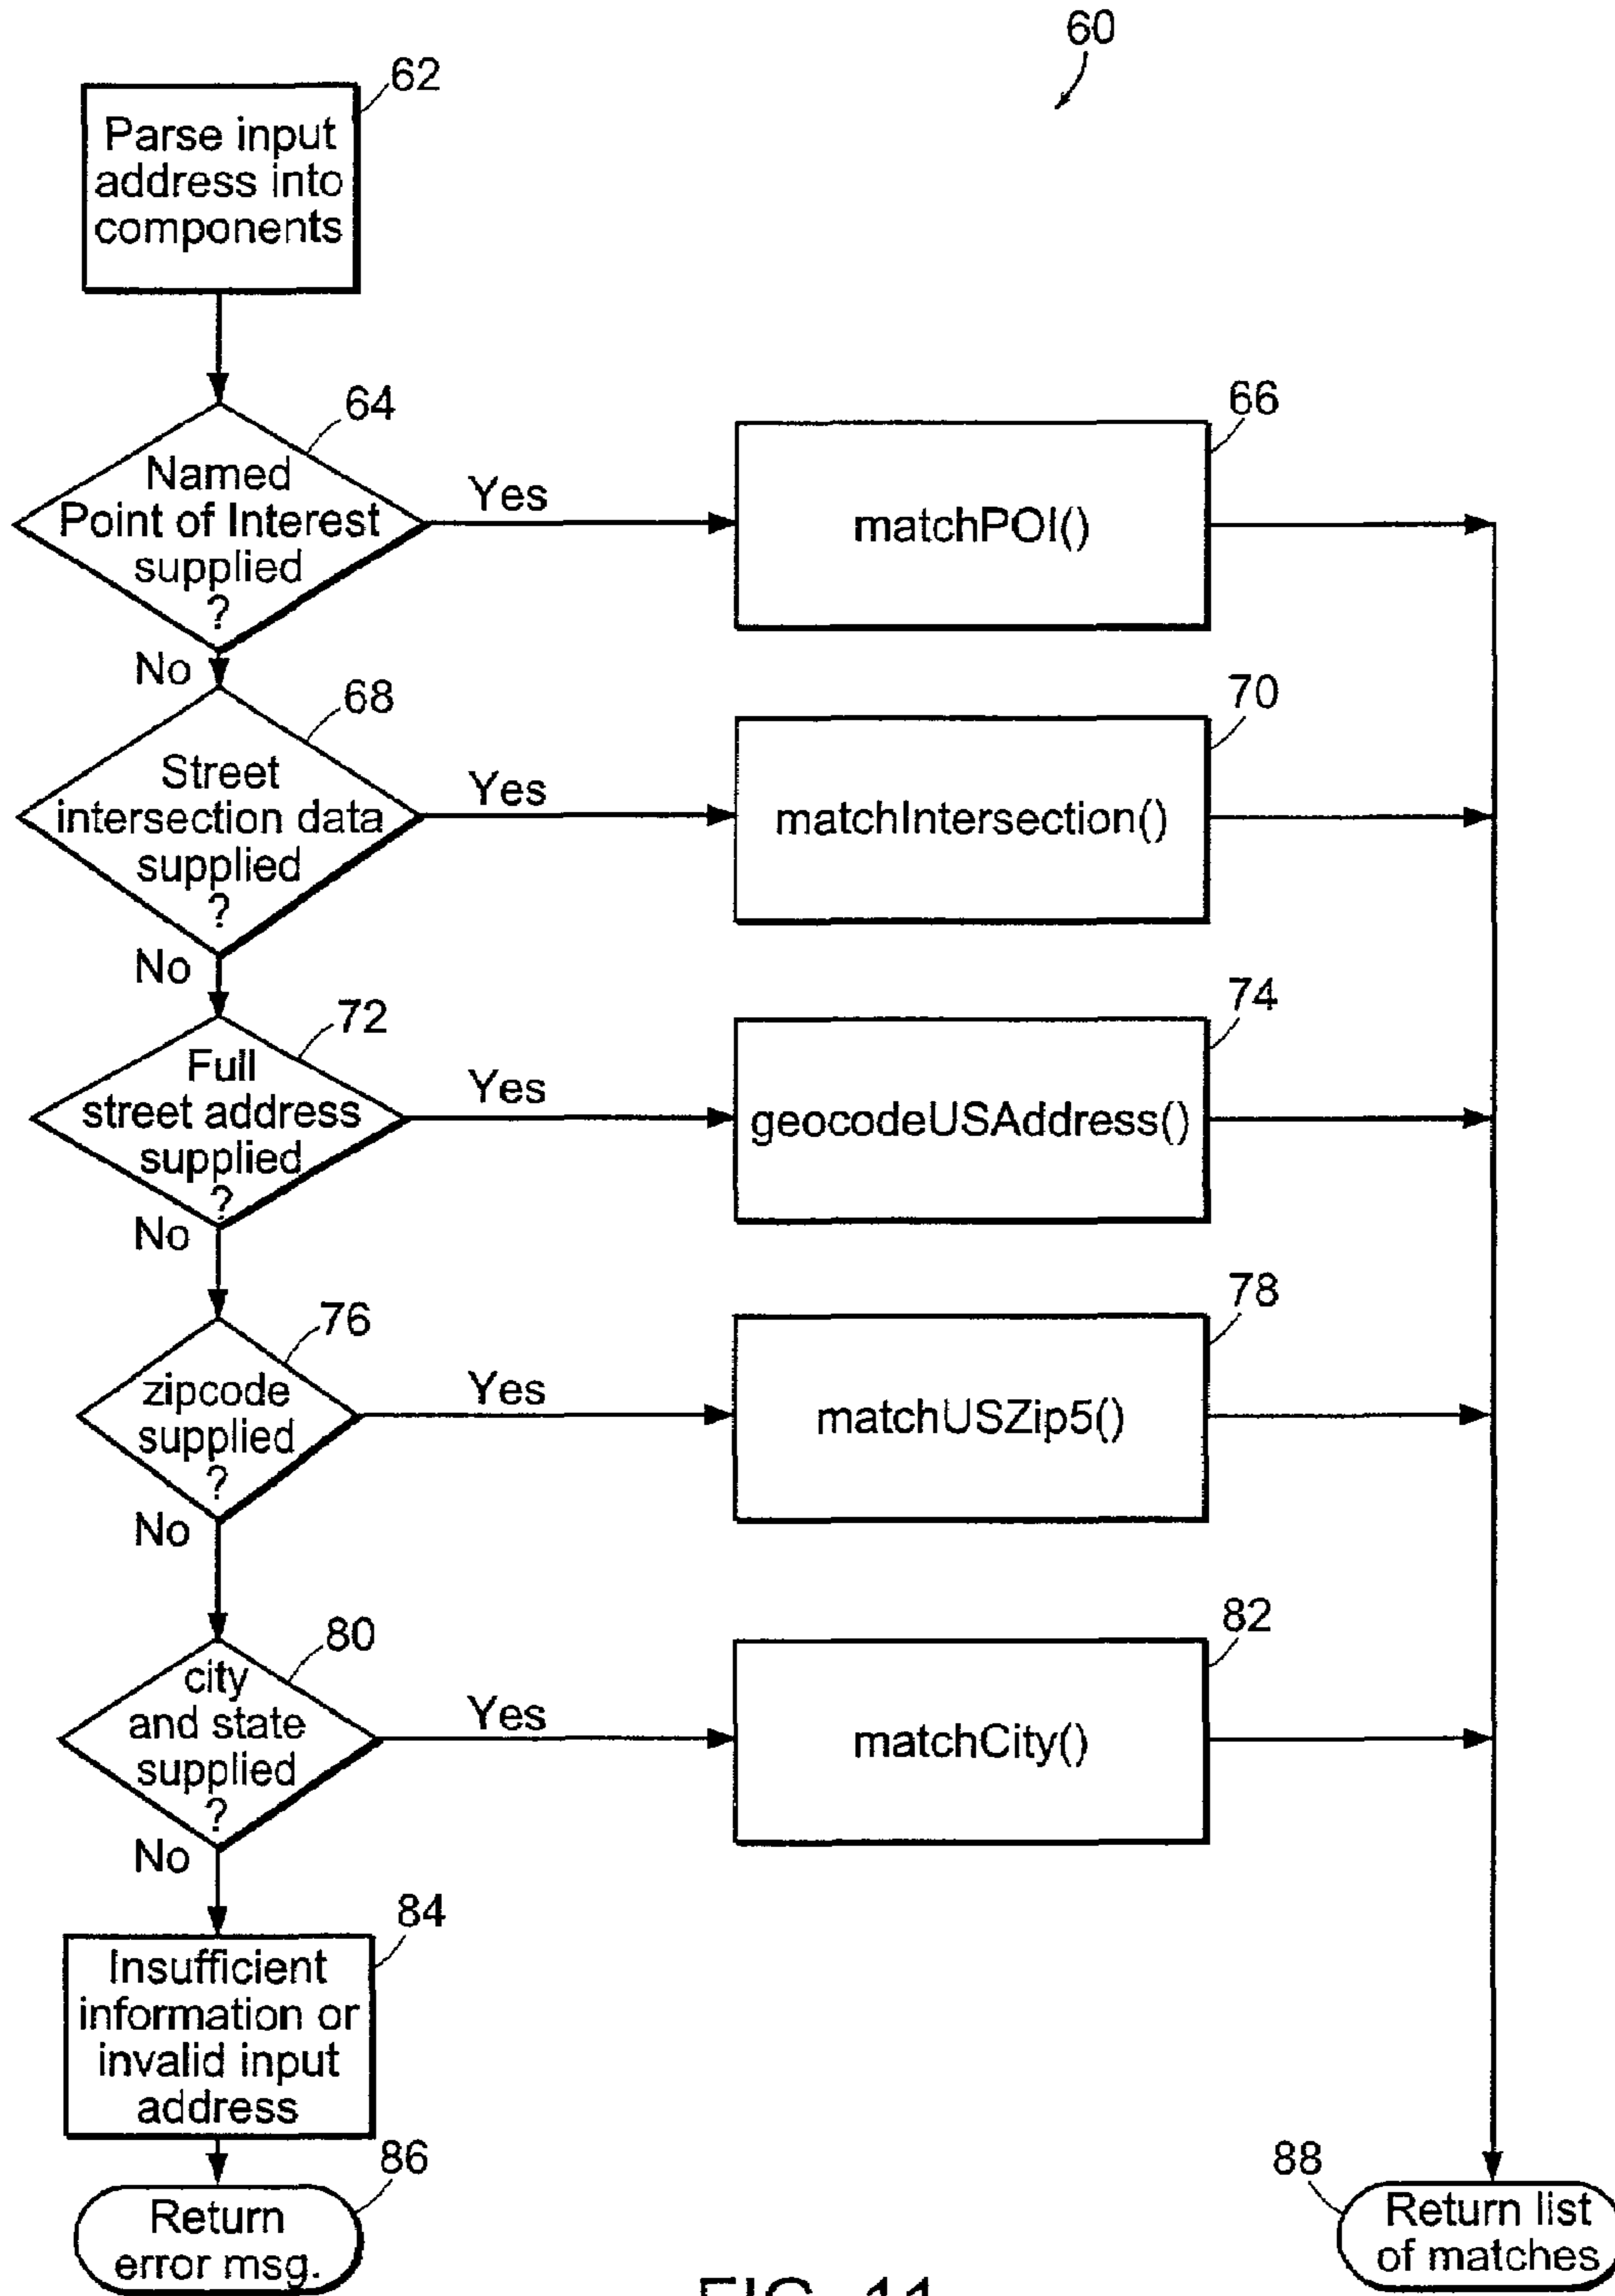 60
62
Parse input
address into
components
64
Named
Point of Interest
supplied
?
Yes
66
matchPOI()
No
68
Street
intersection data
supplied
?
Yes
70
matchIntersection()
No
72
Full
street address
supplied
?
Yes
74
geocodeUSAddress()
No
76
zipcode
supplied
?
Yes
78
matchUSZip5()
No
80
city
and state
supplied
?
Yes
82
matchCity()
No
84
Insufficient
information or
invalid input
address
86
Return
error msg.
88
Return list
of matches
FIG. 11